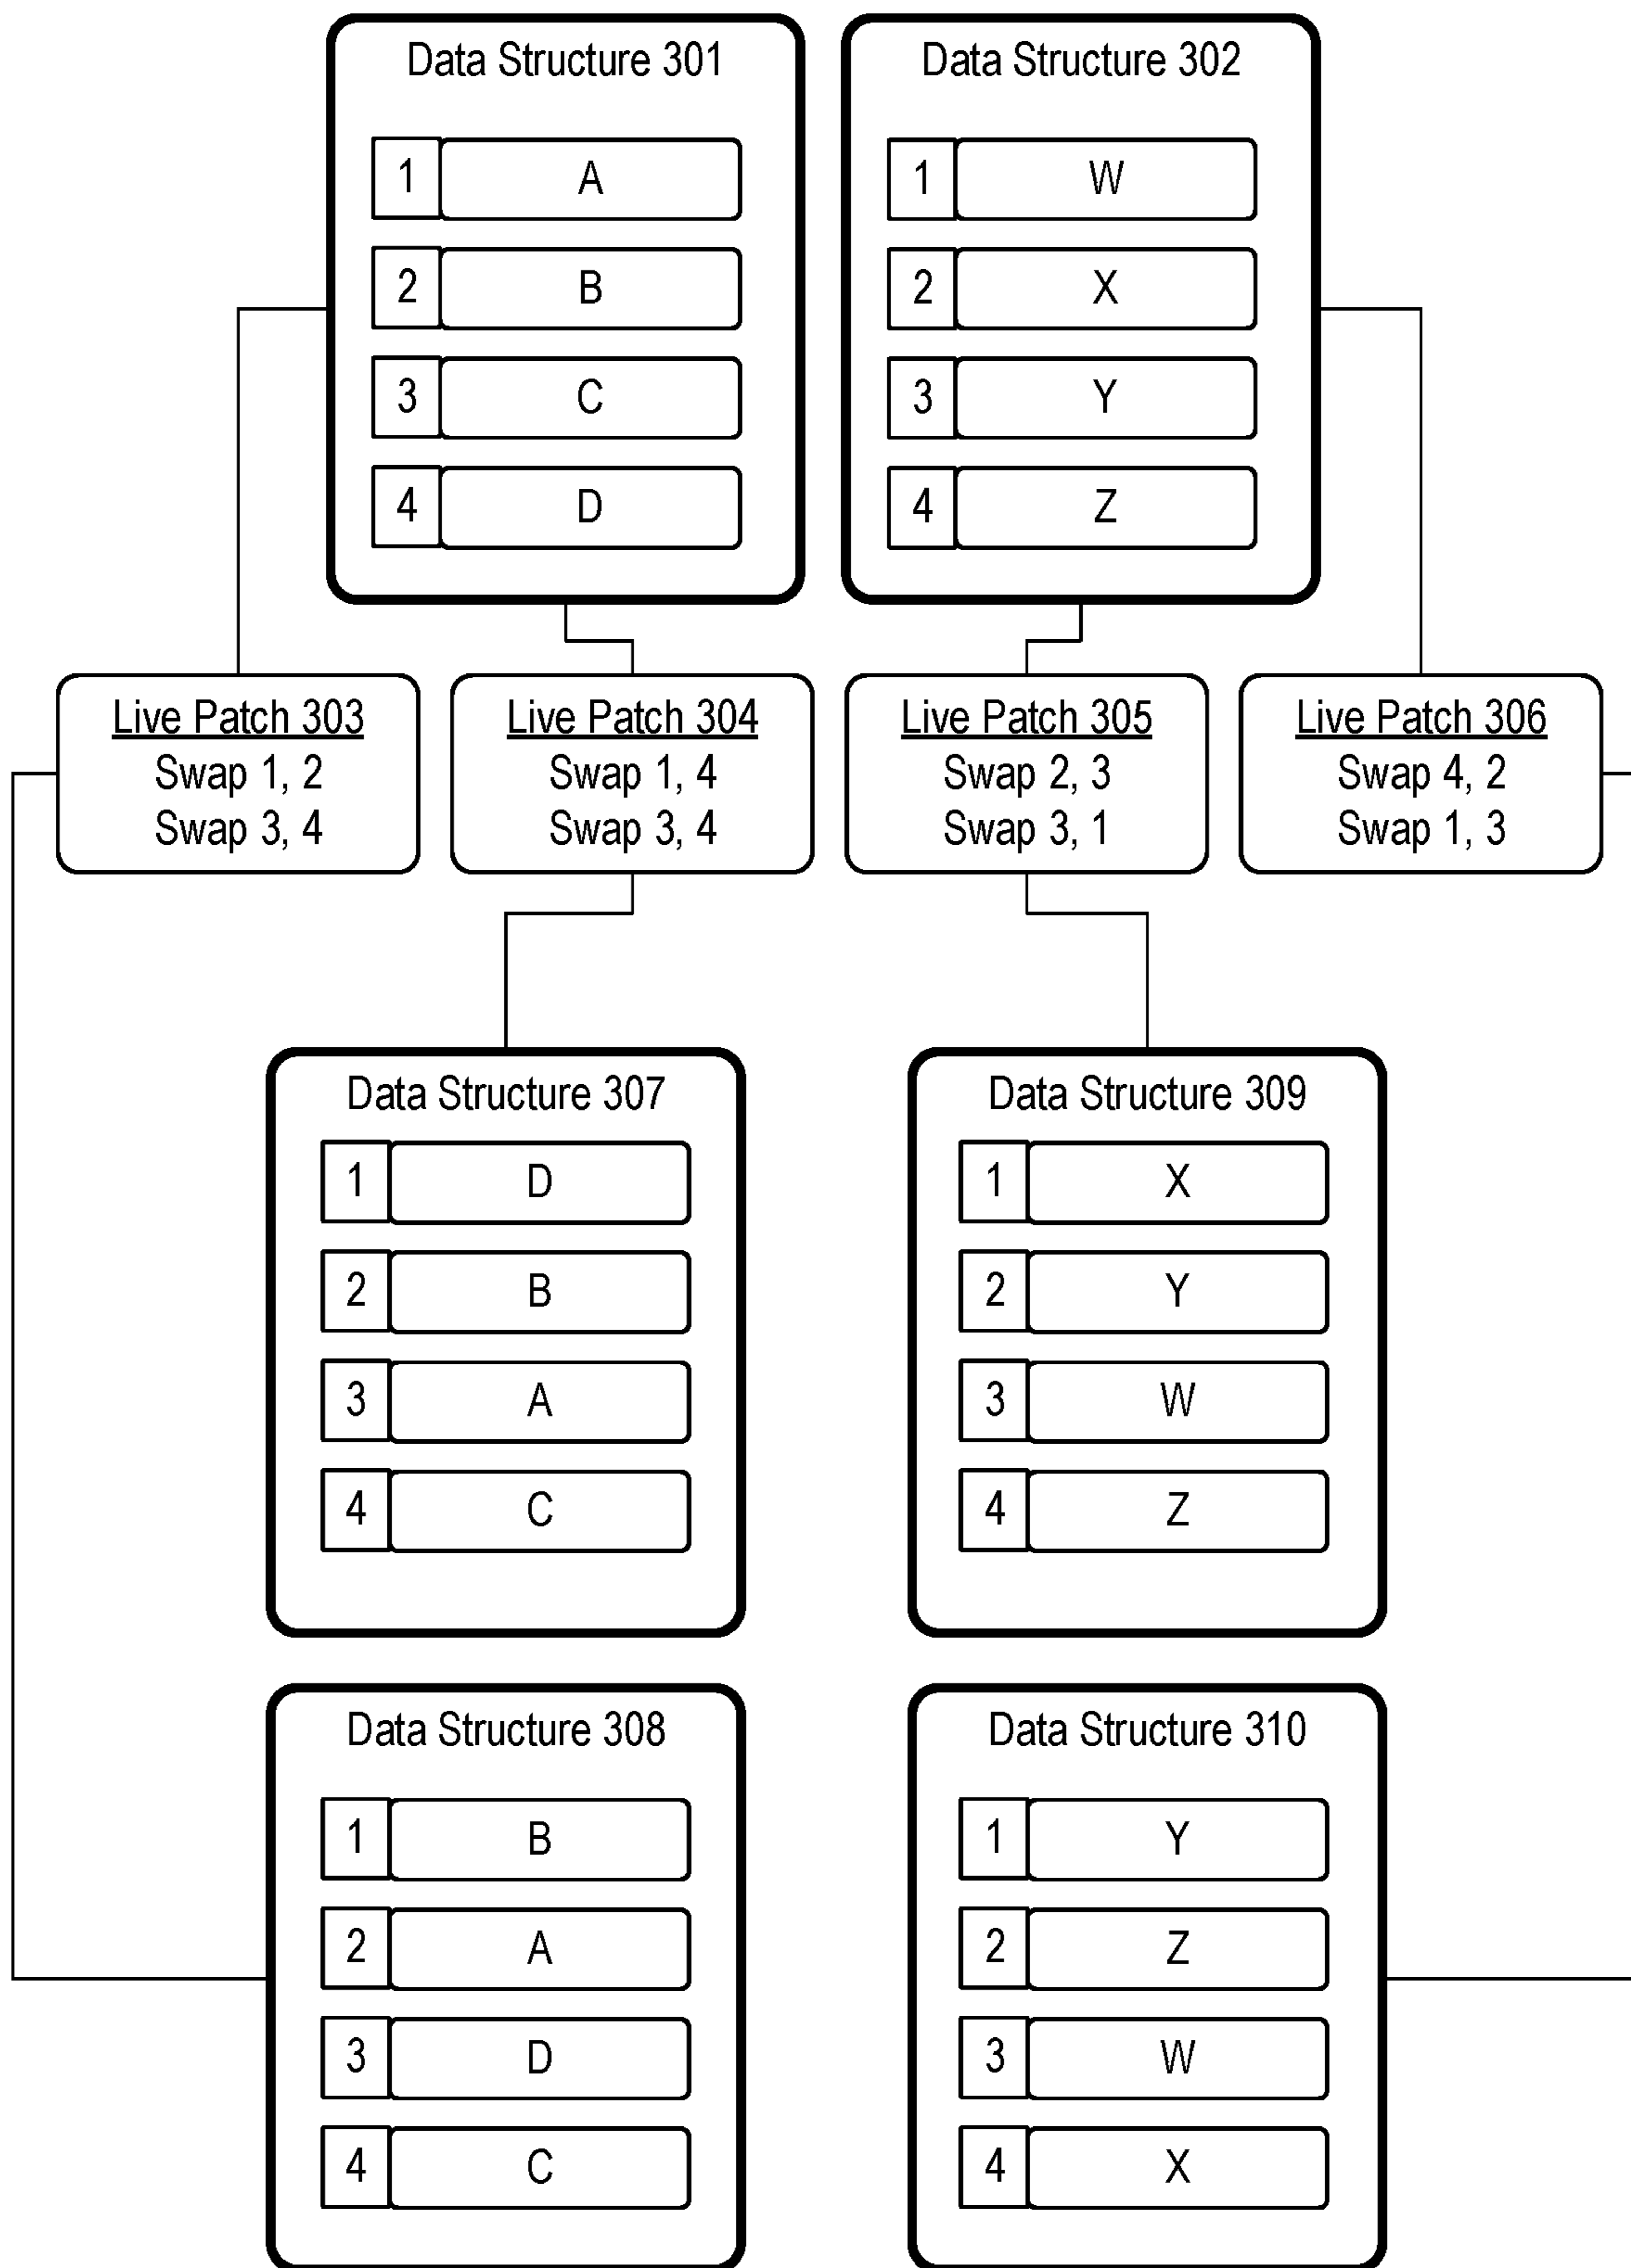 Data Structure 301
1 A
2 B
3 C
4 D
Data Structure 302
1 W
2 X
3 Y
4 Z
Live Patch 303
Swap 1, 2
Swap 3, 4
Live Patch 304
Swap 1, 4
Swap 3, 4
Live Patch 305
Swap 2, 3
Swap 3, 1
Live Patch 306
Swap 4, 2
Swap 1, 3
Data Structure 307
1 D
2 B
3 A
4 C
Data Structure 309
1 X
2 Y
3 W
4 Z
Data Structure 308
1 B
2 A
3 D
4 C
Data Structure 310
1 Y
2 Z
3 W
4 X